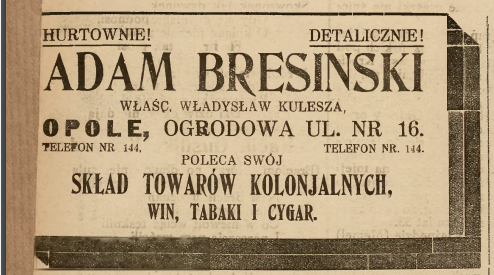 HURTOWNIE! DETALICZNIE!
ADAM BRESINSKI
WŁAŚC. WŁADYSŁAW KULESZA,
OPOLE, OGRODOWA UL. NR 16.
TELEFON NR 144. TELEFON NR. 144.
POLECA SWÓJ
SKŁAD TOWARÓW KOLONJALNYCH,
WIN, TABAKI I CYGAR.